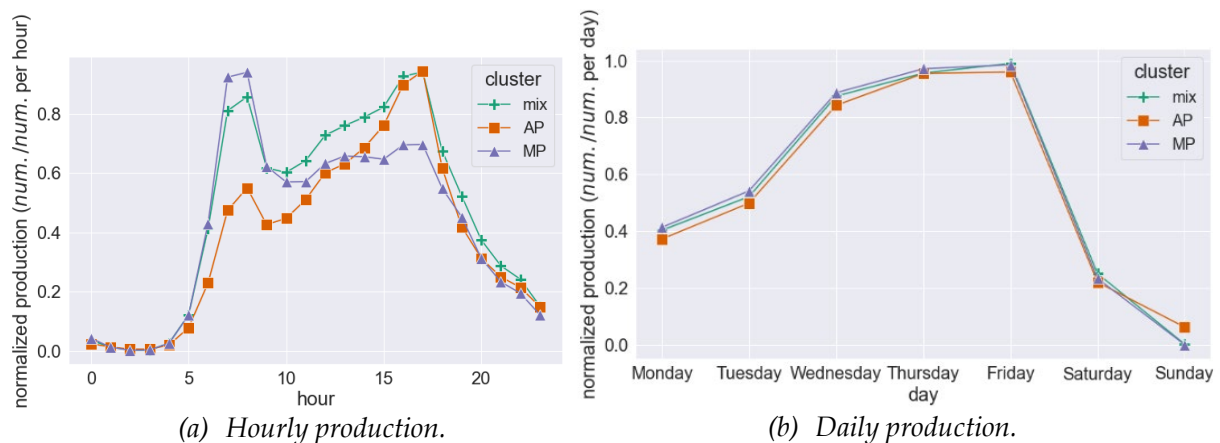 normalized production (num. /num. per hour)
0.8
0.6
0.4
0.2
0.0
cluster
mix
AP
MP
0 5 10 15 20
hour
(a) Hourly production.
normalized production (num. /num. per day)
1.0
0.8
0.6
0.4
0.2
0.0
cluster
mix
AP
MP
Monday Tuesday Wednesday Thursday Friday Saturday Sunday
day
(b) Daily production.